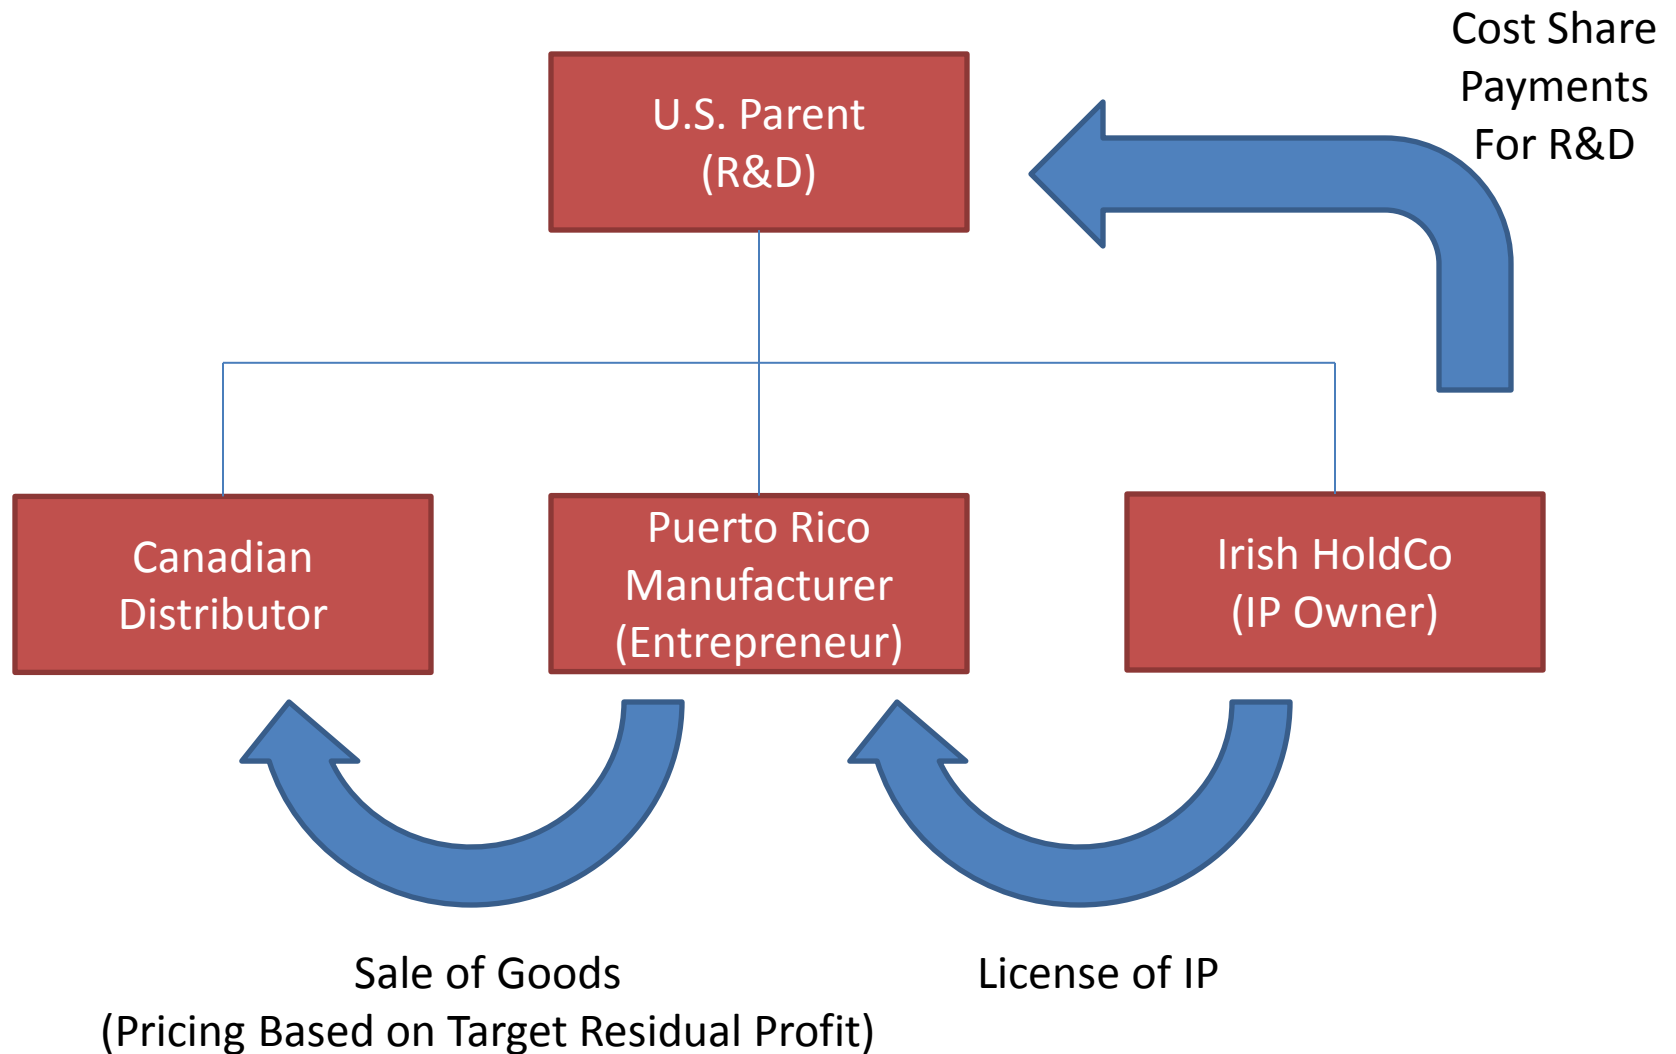 Cost Share
Payments
For R&D
U.S. Parent
(R&D)
Canadian
Distributor
Puerto Rico
Manufacturer
(Entrepreneur)
Irish HoldCo
(IP Owner)
Sale of Goods
(Pricing Based on Target Residual Profit)
License of IP